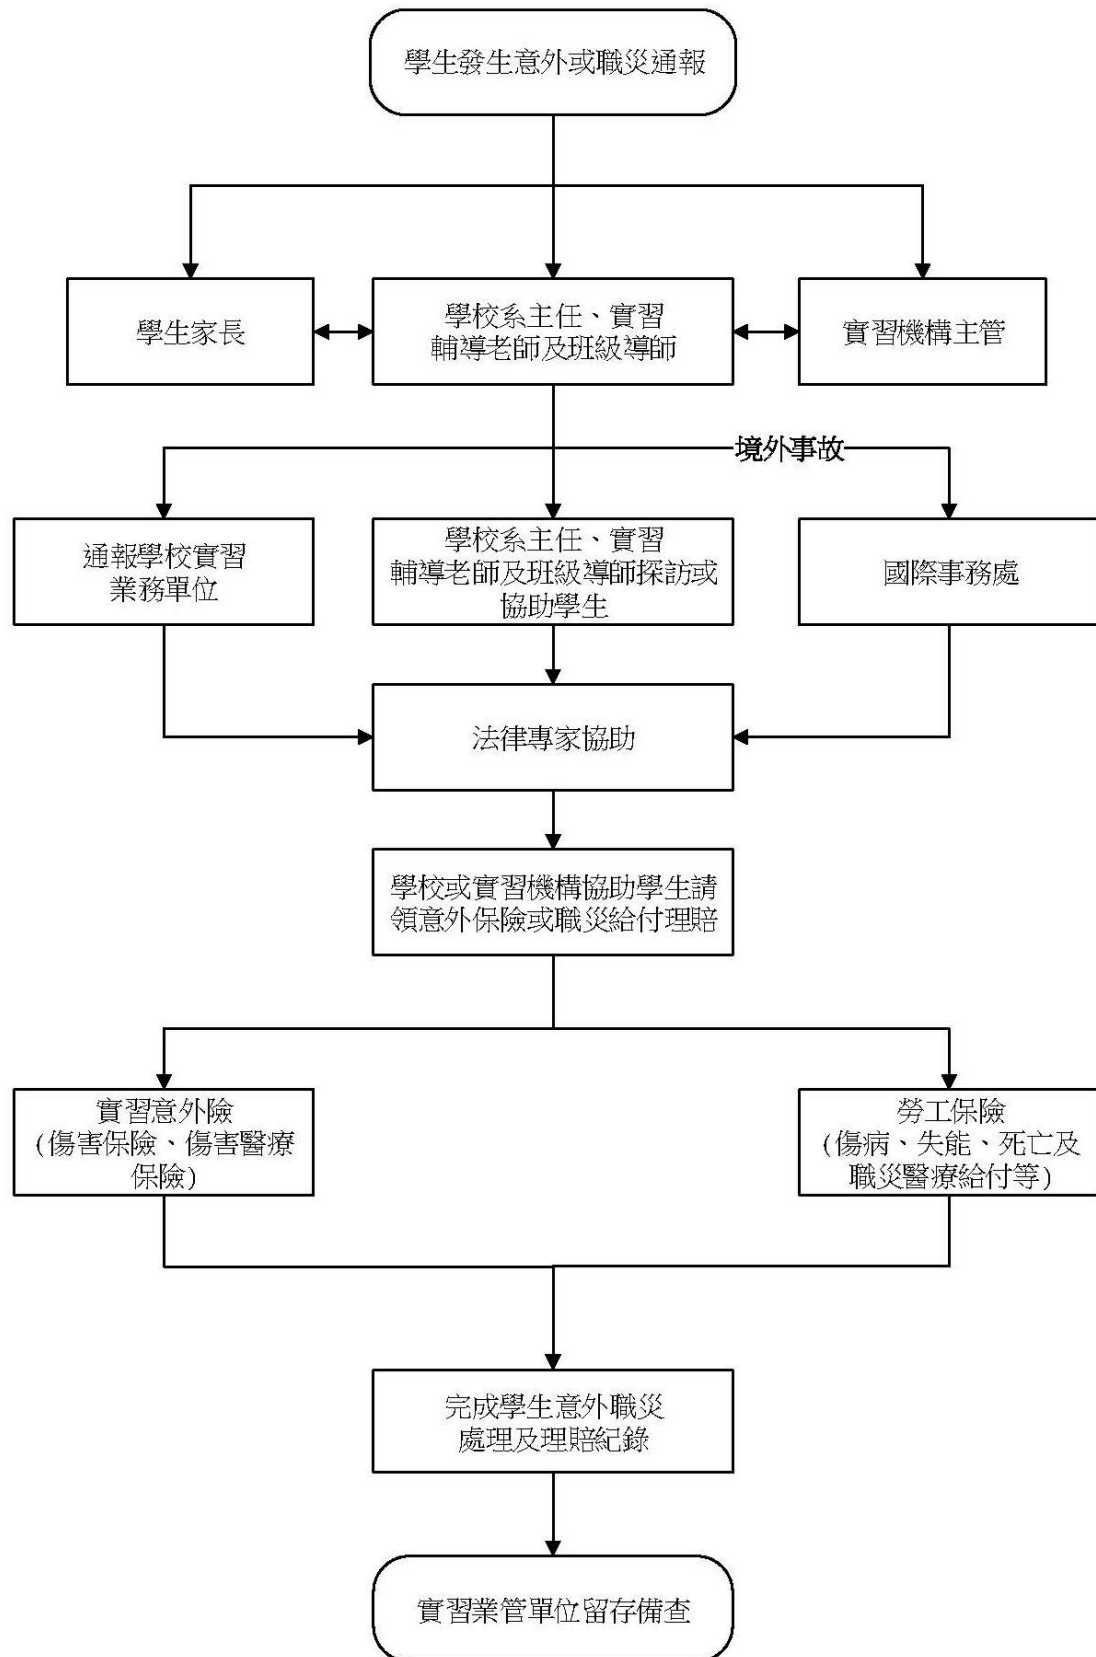 學生發生意外或職災通報
學生家長
學校系主任、實習
輔導老師及班級導師
實習機構主管
境外事故
通報學校實習
業務單位
學校系主任、實習
輔導老師及班級導師探訪或
協助學生
國際事務處
法律專家協助
學校或實習機構協助學生請
領意外保險或職災給付理賠
實習意外險
(傷害保險、傷害醫療
保險)
勞工保險
(傷病、失能、死亡及
職災醫療給付等)
完成學生意外職災
處理及理賠紀錄
實習業管單位留存備查